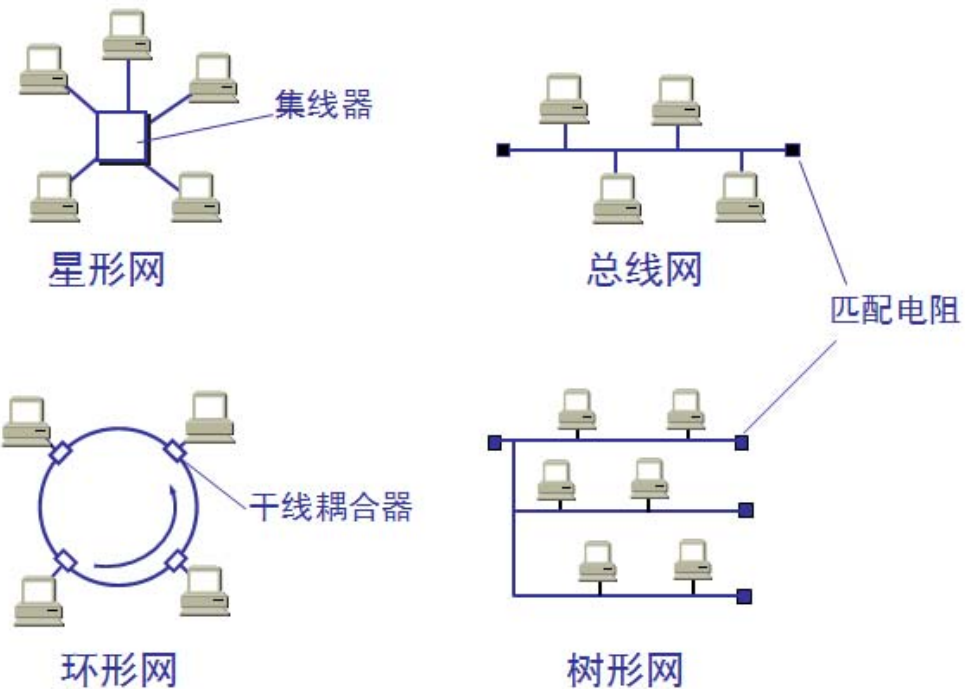 集线器
星形网
总线网
匹配电阻
干线耦合器
环形网
树形网